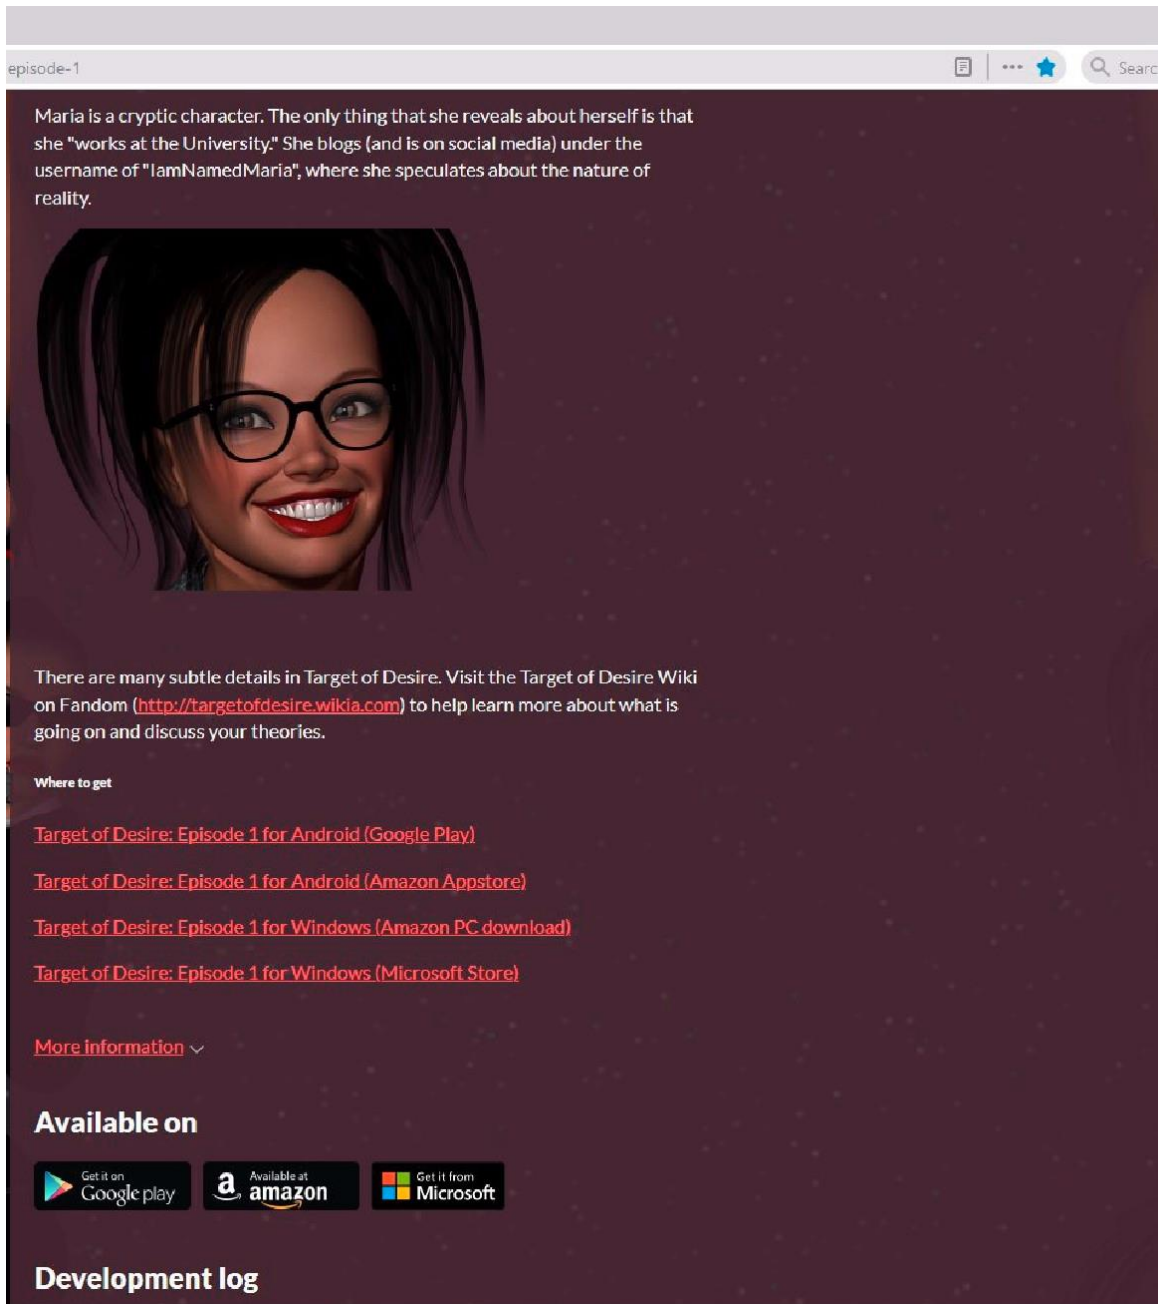 episode-1
Searc
Maria is a cryptic character. The only thing that she reveals about herself is that
she "works at the University." She blogs (and is on social media) under the
username of "IamNamedMaria", where she speculates about the nature of
reality.
There are many subtle details in Target of Desire. Visit the Target of Desire Wiki
on Fandom (http://targetofdesire.wikia.com) to help learn more about what is
going on and discuss your theories.
Where to get
Target of Desire: Episode 1 for Android (Google Play)
Target of Desire: Episode 1 for Android (Amazon Appstore)
Target of Desire: Episode 1 for Windows (Amazon PC download)
Target of Desire: Episode 1 for Windows (Microsoft Store)
More information
Available on
Get it on
Google play
a
Available at
amazon
Get it from
Microsoft
Development log